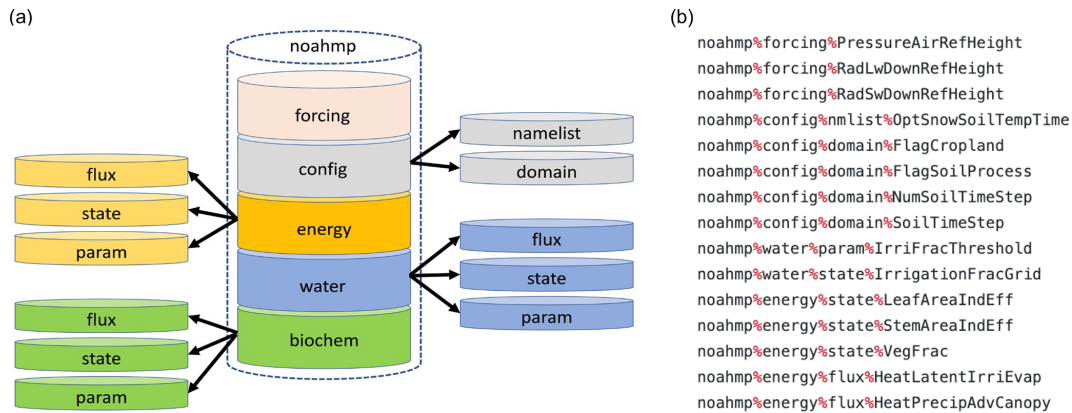 (a)
noahmp
forcing
config
energy
water
biochem
namelist
domain
flux
state
param
flux
state
param
flux
state
param
(b)
noahmp%forcing%PressureAirRefHeight
noahmp%forcing%RadLwDownRefHeight
noahmp%forcing%RadSwDownRefHeight
noahmp%config%nmlist%OptSnowSoilTempTime
noahmp%config%domain%FlagCropland
noahmp%config%domain%FlagSoilProcess
noahmp%config%domain%NumSoilTimeStep
noahmp%config%domain%SoilTimeStep
noahmp%water%param%IrriFracThreshold
noahmp%water%state%IrrigationFracGrid
noahmp%energy%state%LeafAreaIndEff
noahmp%energy%state%StemAreaIndEff
noahmp%energy%state%VegFrac
noahmp%energy%flux%HeatLatentIrriEvap
noahmp%energy%flux%HeatPrecipAdvCanopy